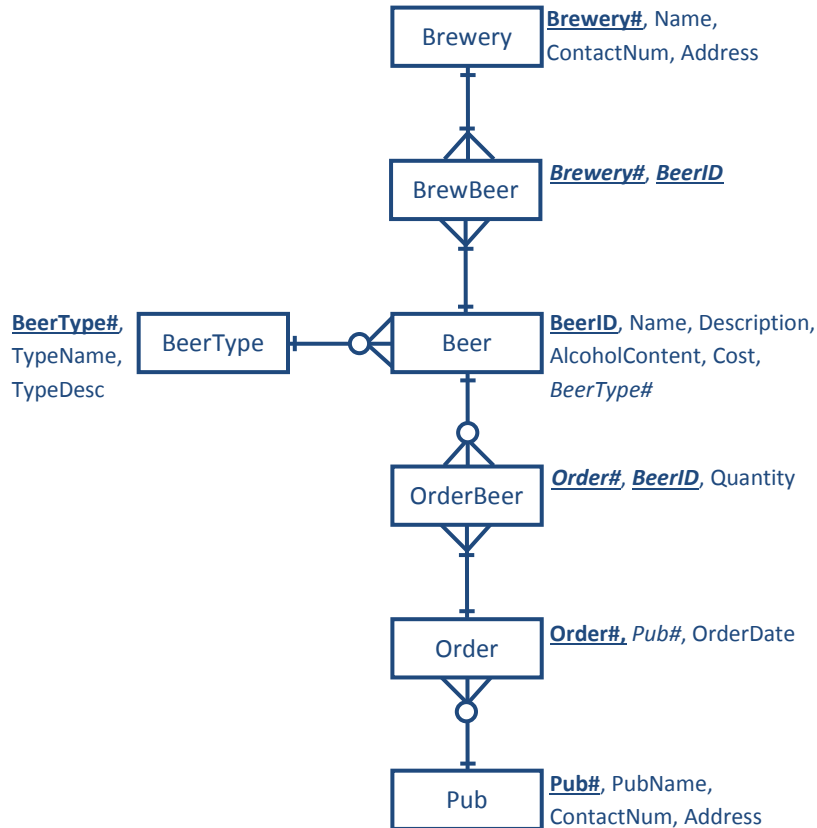 Brewery
Brewery#, Name,
ContactNum, Address
BrewBeer
Brewery#, BeerID
BeerType#,
TypeName,
TypeDesc
BeerType
Beer
BeerID, Name, Description,
AlcoholContent, Cost,
BeerType#
OrderBeer
Order#, BeerID, Quantity
Order
Order#, Pub#, OrderDate
Pub
Pub#, PubName,
ContactNum, Address